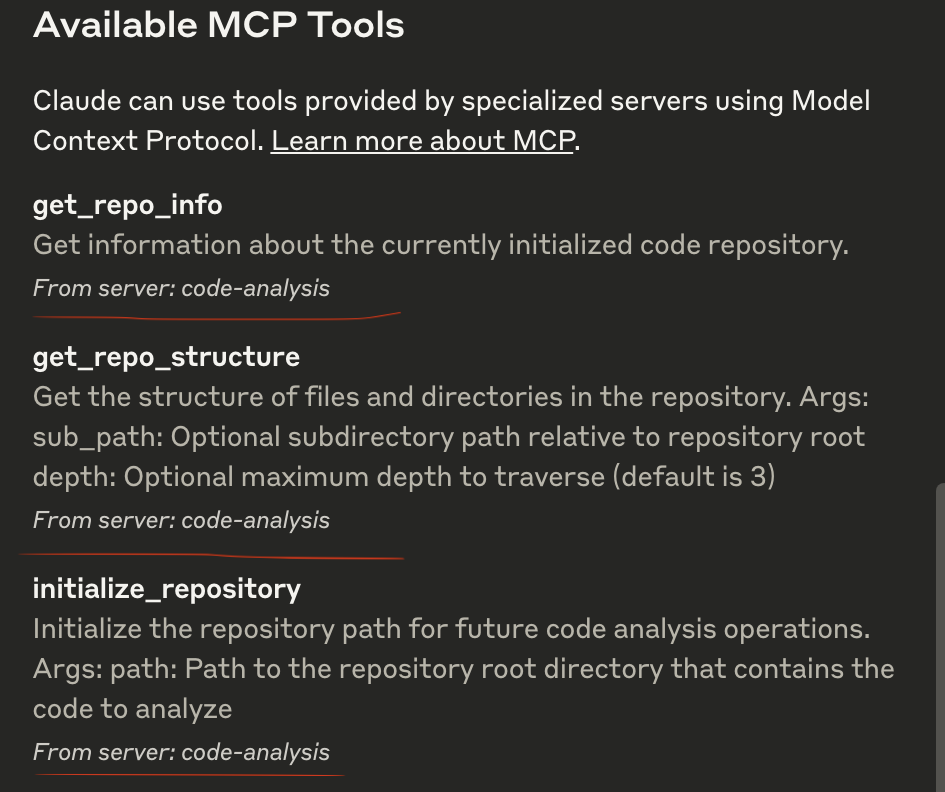 Available MCP Tools
Claude can use tools provided by specialized servers using Model
Context Protocol. Learn more about MCP.
get_repo_info
Get information about the currently initialized code repository.
From server: code-analysis
get_repo_structure
Get the structure of files and directories in the repository. Args:
sub_path: Optional subdirectory path relative to repository root
depth: Optional maximum depth to traverse (default is 3)
From server: code-analysis
initialize_repository
Initialize the repository path for future code analysis operations.
Args: path: Path to the repository root directory that contains the
code to analyze
From server: code-analysis